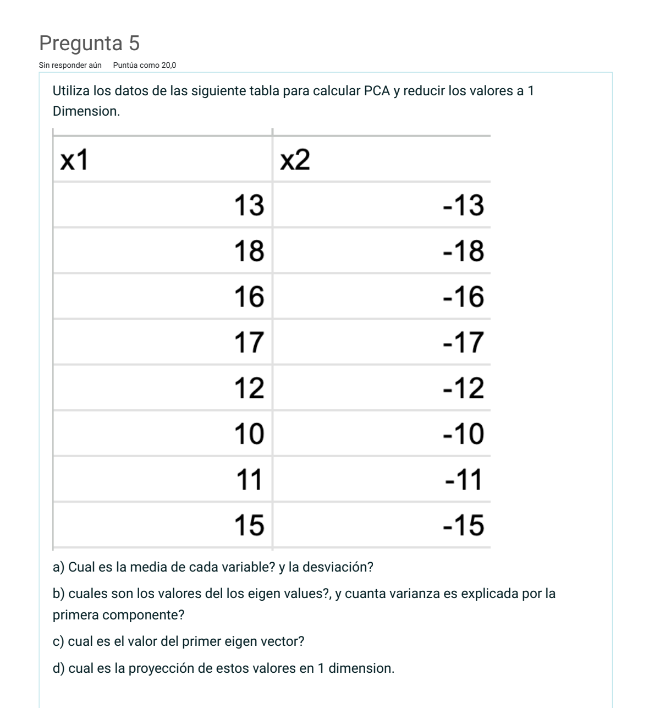 Pregunta 5
Sin responder aún Puntúa como 20,0
Utiliza los datos de las siguiente tabla para calcular PCA y reducir los valores a 1
Dimension.
x1 x2
13 -13
18 -18
16 -16
17 -17
12 -12
10 -10
11 -11
15 -15
a) Cual es la media de cada variable? y la desviación?
b) cuales son los valores del los eigen values?, y cuanta varianza es explicada por la
primera componente?
c) cual es el valor del primer eigen vector?
d) cual es la proyección de estos valores en 1 dimension.